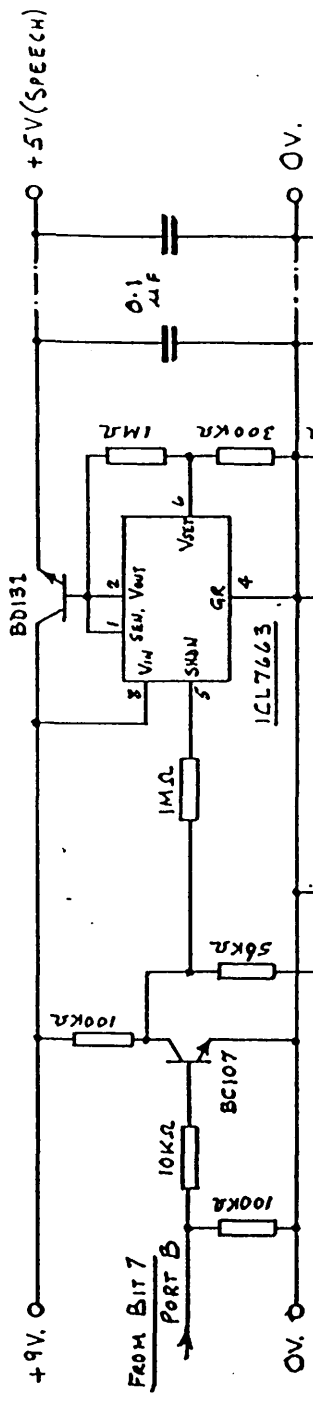 +9V.
BD131
+5V (SPEECH)
100KΩ
8
VIN
1
SEN.
2
VOUT
1MΩ
0.1
µF
FROM BIT 7
PORT B
10KΩ
BC107
1MΩ
5
SHDN
6
VSET
100KΩ
56KΩ
GR
4
300KΩ
ICL7663
0V.
0V.